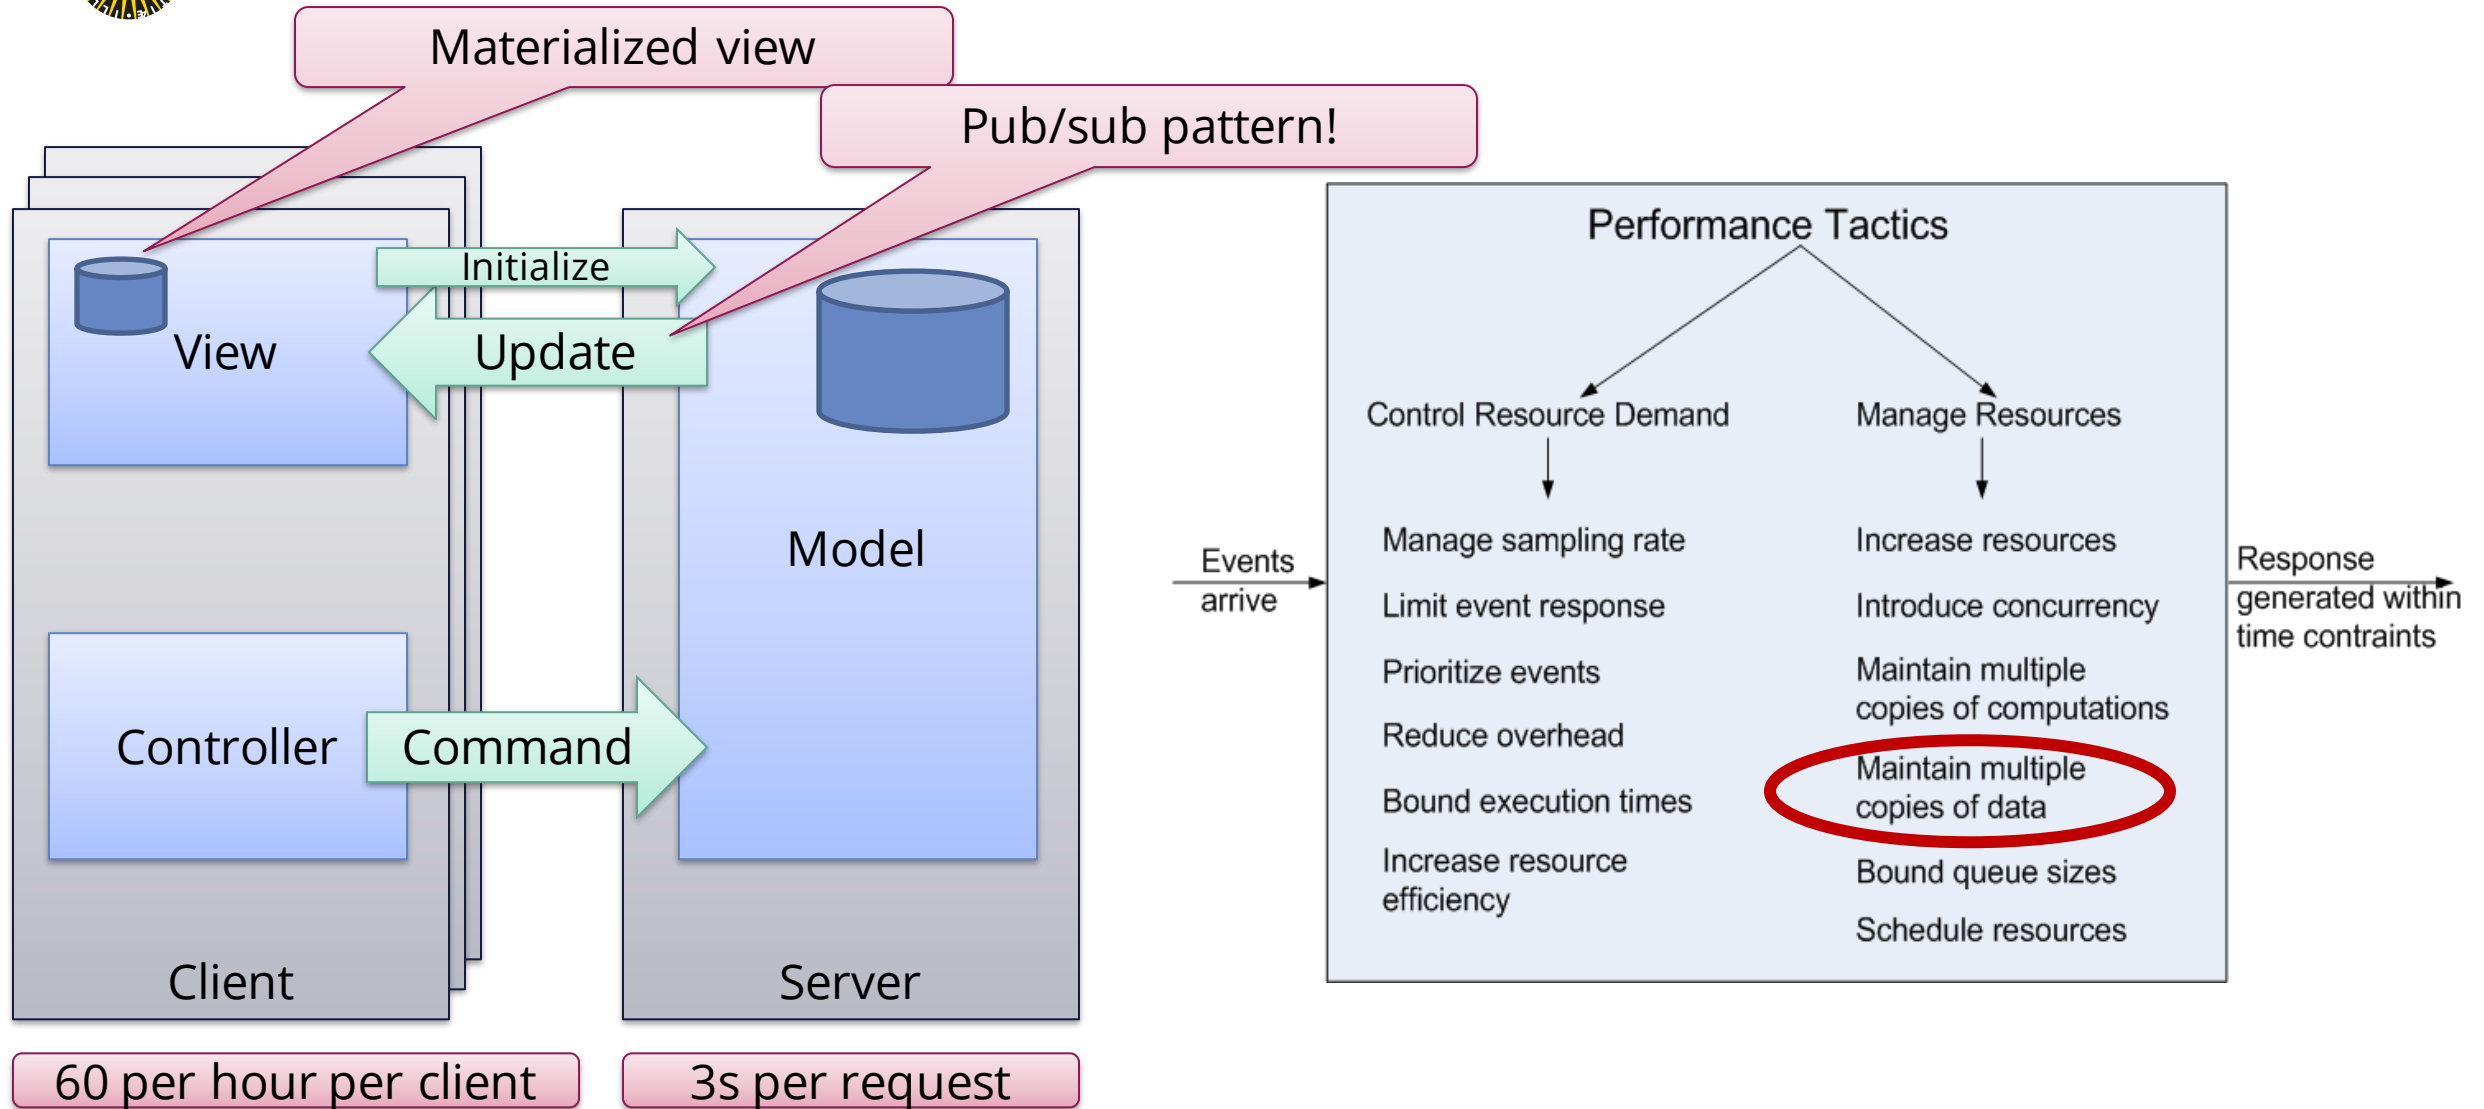 Materialized view
Pub/sub pattern!
Initialize
View
Update
Model
Controller
Command
Client
Server
60 per hour per client
3s per request
Performance Tactics
Control Resource Demand
Manage Resources
Manage sampling rate
Limit event response
Prioritize events
Reduce overhead
Bound execution times
Increase resource
efficiency
Increase resources
Introduce concurrency
Maintain multiple
copies of computations
Maintain multiple
copies of data
Bound queue sizes
Schedule resources
Events
arrive
Response
generated within
time contraints